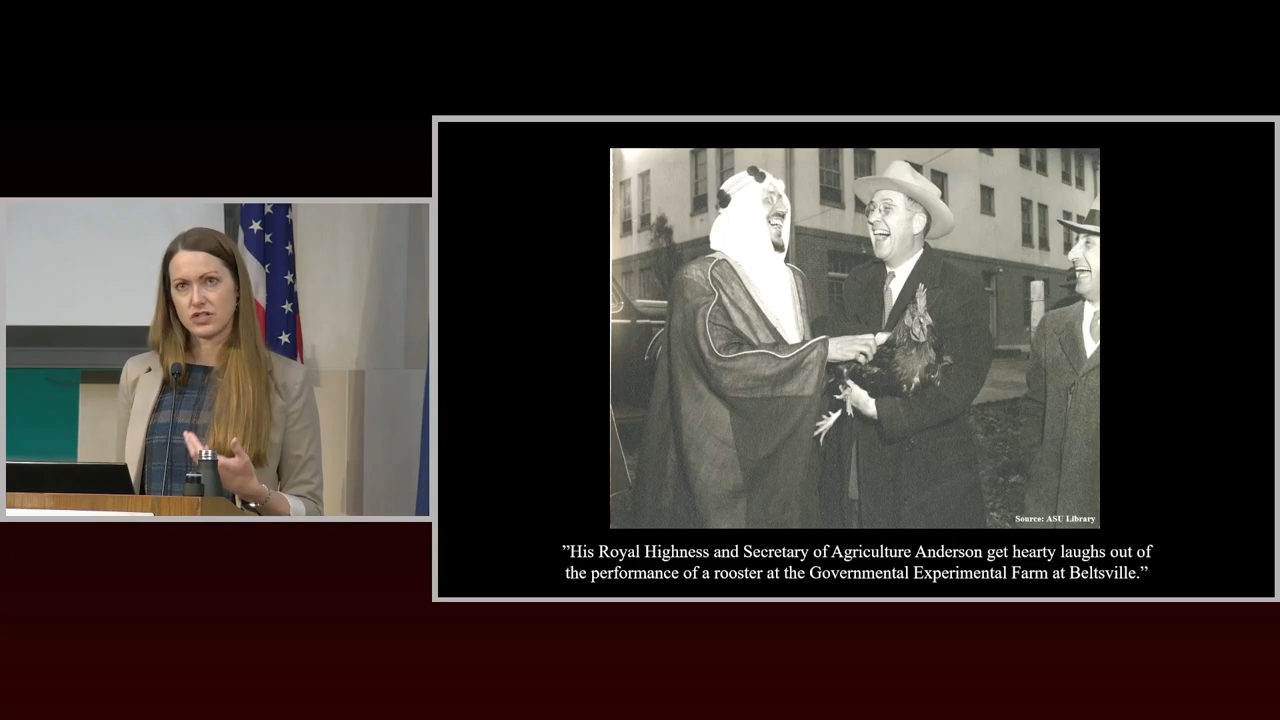 Source: ASU Library
”His Royal Highness and Secretary of Agriculture Anderson get hearty laughs out of
the performance of a rooster at the Governmental Experimental Farm at Beltsville.”